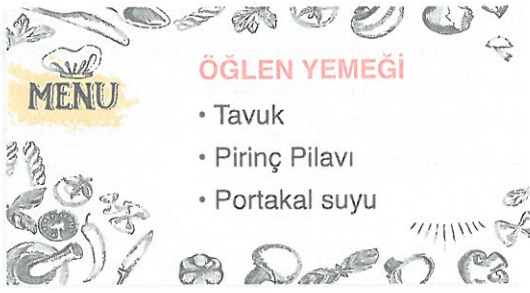 MENU
ÖĞLEN YEMEĞİ
• Tavuk
• Pirinç Pilavı
• Portakal suyu